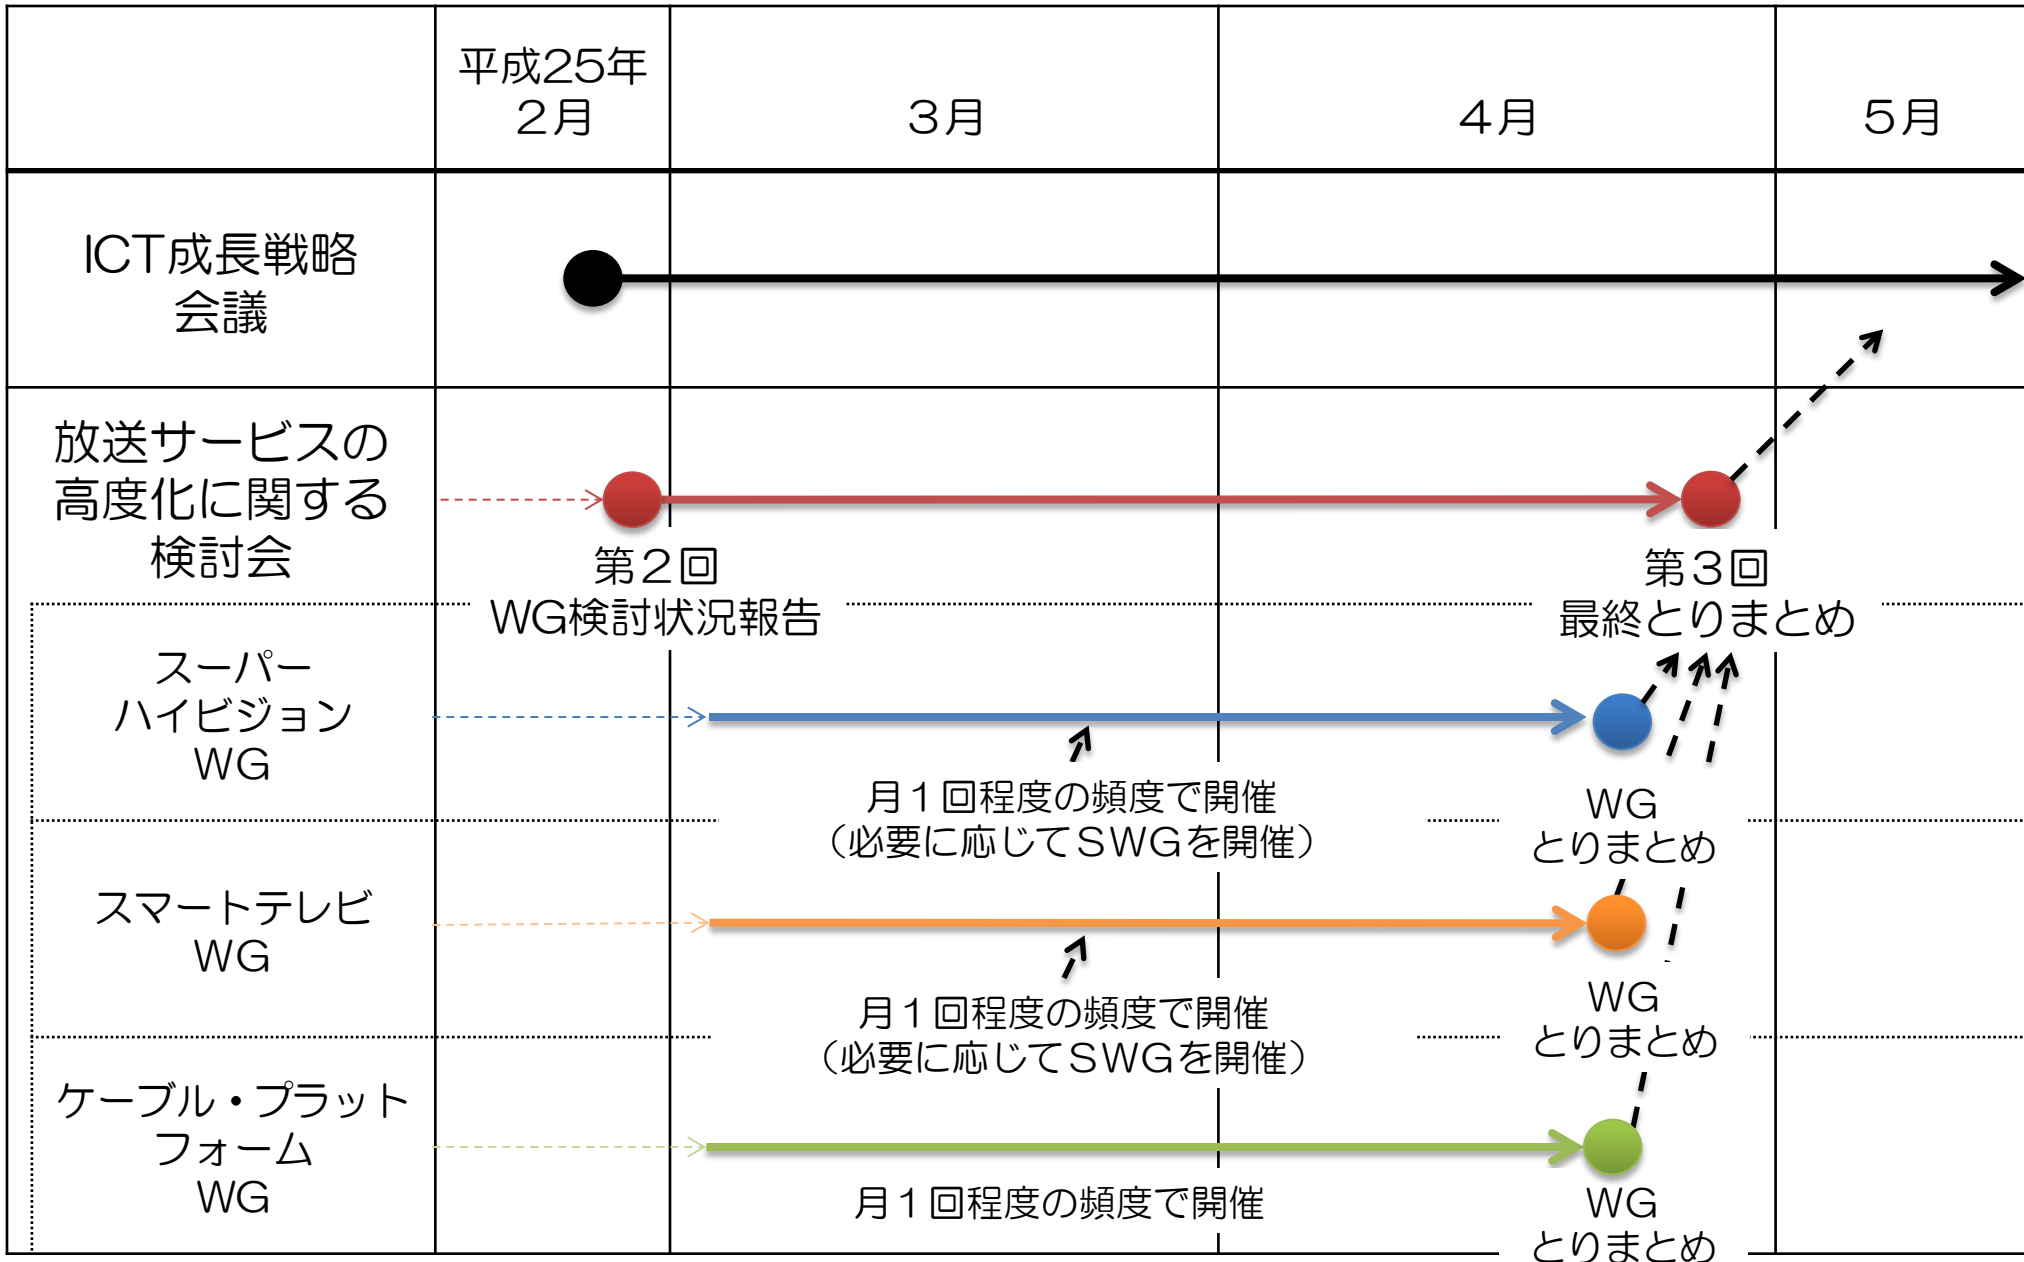 平成25年
２月
３月
４月
５月
ICT成長戦略
会議
放送サービスの
高度化に関する
検討会
第２回
WG検討状況報告
第３回
最終とりまとめ
スーパー
ハイビジョン
WG
月１回程度の頻度で開催
（必要に応じてＳＷＧを開催）
WG
とりまとめ
スマートテレビ
WG
月１回程度の頻度で開催
（必要に応じてＳＷＧを開催）
WG
とりまとめ
ケーブル・プラット
フォーム
WG
月１回程度の頻度で開催
WG
とりまとめ